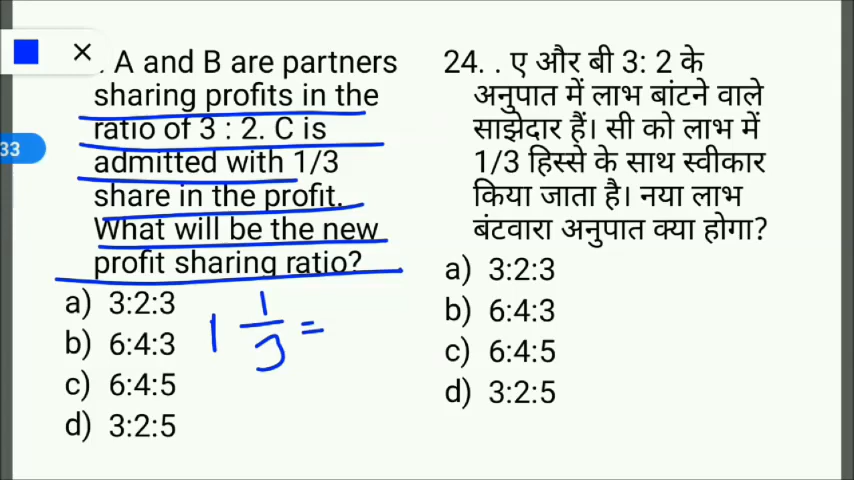 A and B are partners
sharing profits in the
ratio of 3 : 2. C is
admitted with 1/3
share in the profit.
What will be the new
profit sharing ratio?
a) 3:2:3
b) 6:4:3
c) 6:4:5
d) 3:2:5
1 1/3 =
33
24. . ए और बी 3: 2 के
अनुपात में लाभ बांटने वाले
साझेदार हैं। सी को लाभ में
1/3 हिस्से के साथ स्वीकार
किया जाता है। नया लाभ
बंटवारा अनुपात क्या होगा?
a) 3:2:3
b) 6:4:3
c) 6:4:5
d) 3:2:5